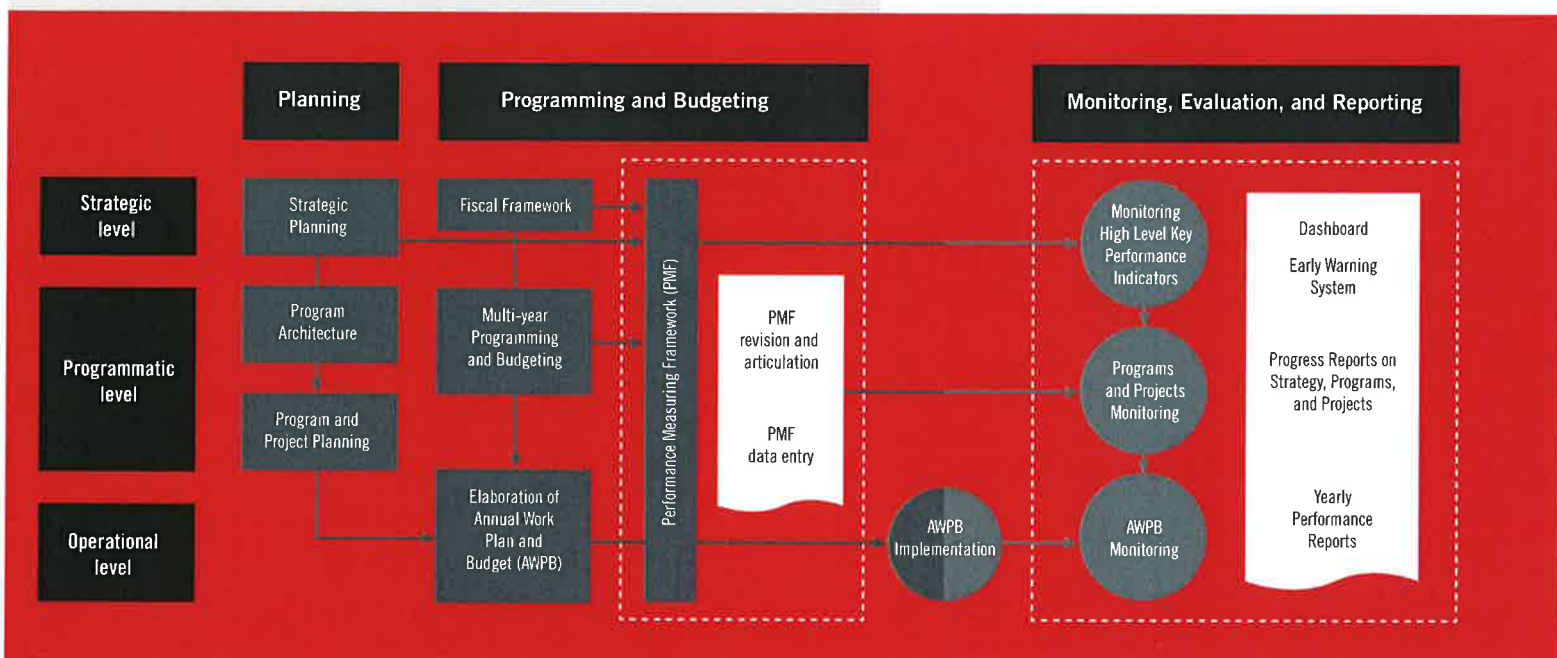 Planning
Programming and Budgeting
Monitoring, Evaluation, and Reporting
Strategic
level
Programmatic
level
Operational
level
Strategic
Planning
Program
Architecture
Program and
Project Planning
Fiscal Framework
Multi-year
Programming
and Budgeting
Elaboration of
Annual Work
Plan and
Budget (AWPB)
Performance Measuring Framework (PMF)
PMF
revision and
articulation
PMF
data entry
AWPB
Implementation
Monitoring
High Level Key
Performance
Indicators
Programs
and Projects
Monitoring
AWPB
Monitoring
Dashboard
Early Warning
System
Progress Reports on
Strategy, Programs,
and Projects
Yearly
Performance
Reports